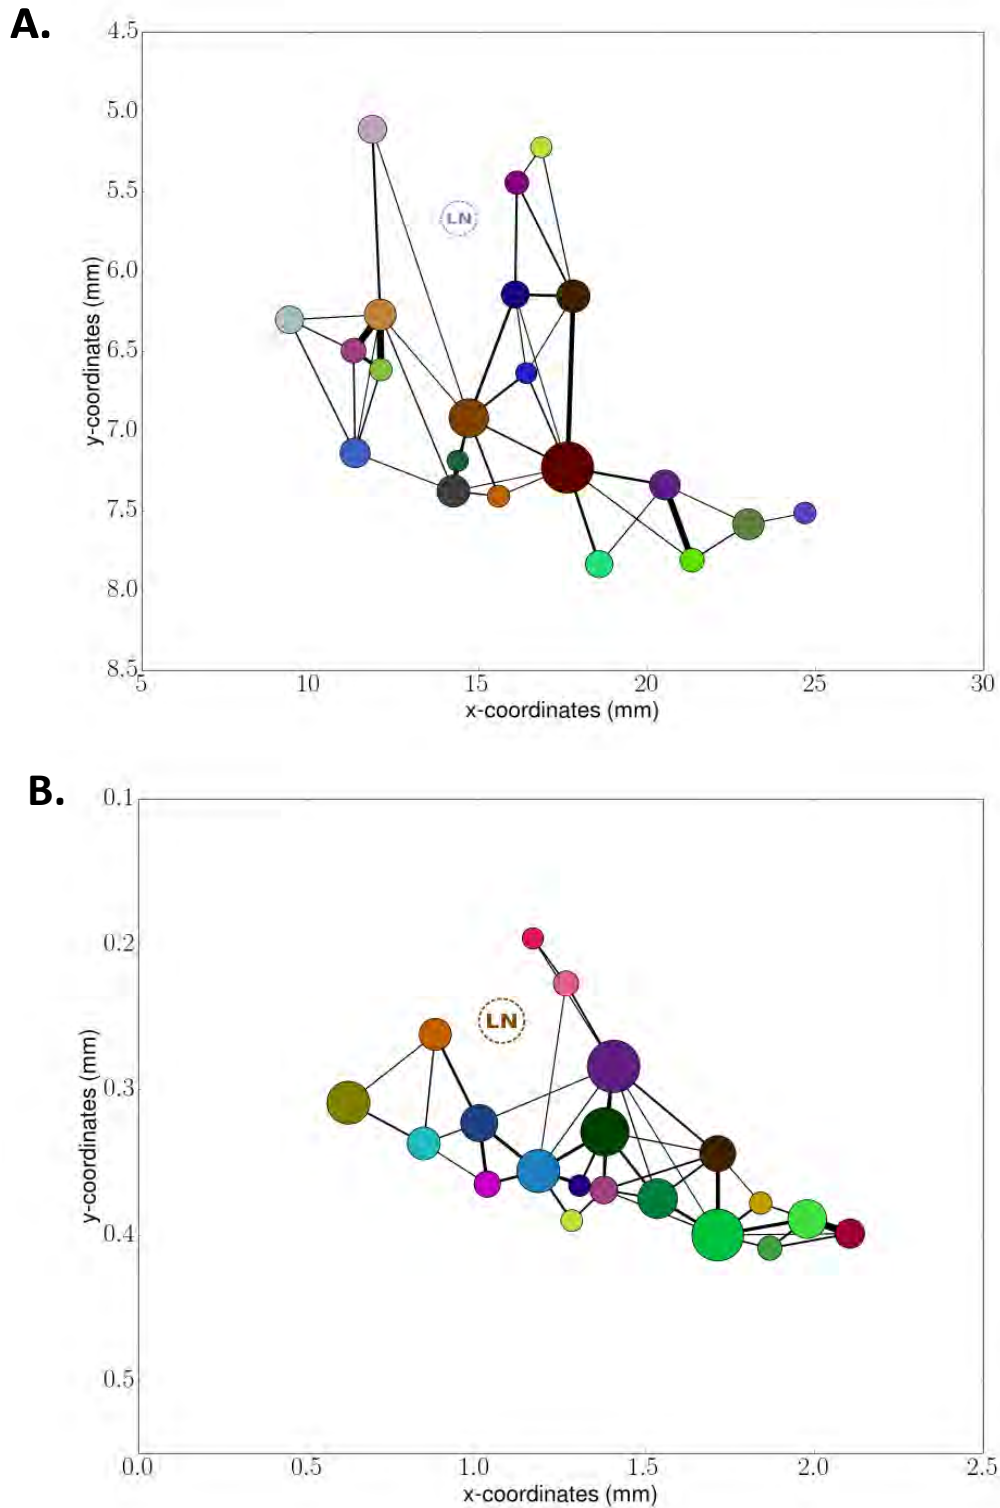 A.
4.5
5.0
5.5
6.0
6.5
7.0
7.5
8.0
8.5
y-coordinates (mm)
LN
5 10 15 20 25 30
x-coordinates (mm)
B.
0.1
0.2
0.3
0.4
0.5
y-coordinates (mm)
LN
0.0 0.5 1.0 1.5 2.0 2.5
x-coordinates (mm)